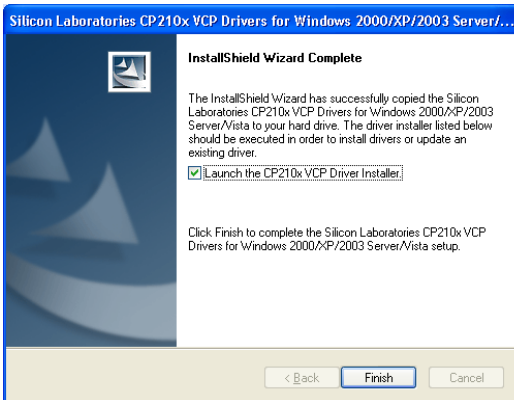 Silicon Laboratories CP210x VCP Drivers for Windows 2000/XP/2003 Server/...
InstallShield Wizard Complete
The InstallShield Wizard has successfully copied the Silicon
Laboratories CP210x VCP Drivers for Windows 2000/XP/2003
Server/Vista to your hard drive. The driver installer listed below
should be executed in order to install drivers or update an
existing driver.
Launch the CP210x VCP Driver Installer.
Click Finish to complete the Silicon Laboratories CP210x VCP
Drivers for Windows 2000/XP/2003 Server/Vista setup.
< Back Finish Cancel